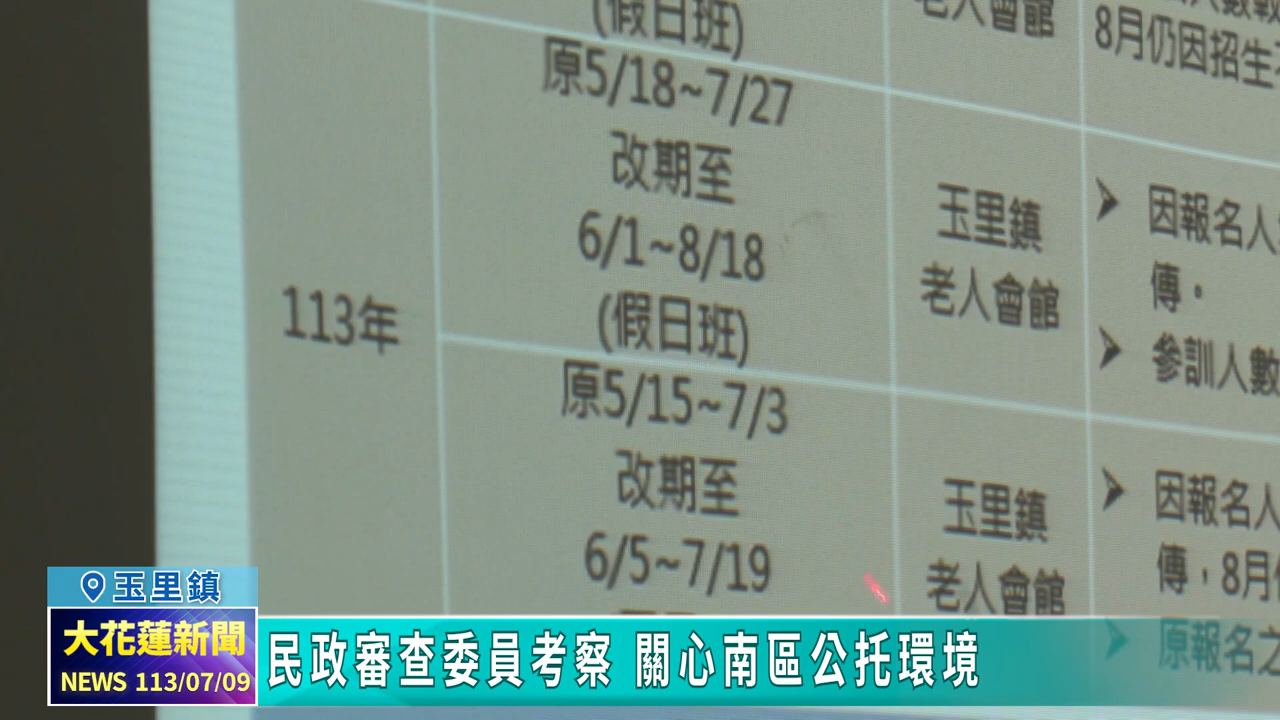 (假日班)
原5/18~7/27
改期至
6/1~8/18
(假日班)
原5/15~7/3
改期至
6/5~7/19
113年
老人會館
玉里鎮
老人會館
玉里鎮
老人會館
8月仍因招生
因報名人
傳。
參訓人數
因報名人
傳，8月
原報名之
玉里鎮
大花蓮新聞
NEWS 113/07/09
民政審查委員考察 關心南區公托環境